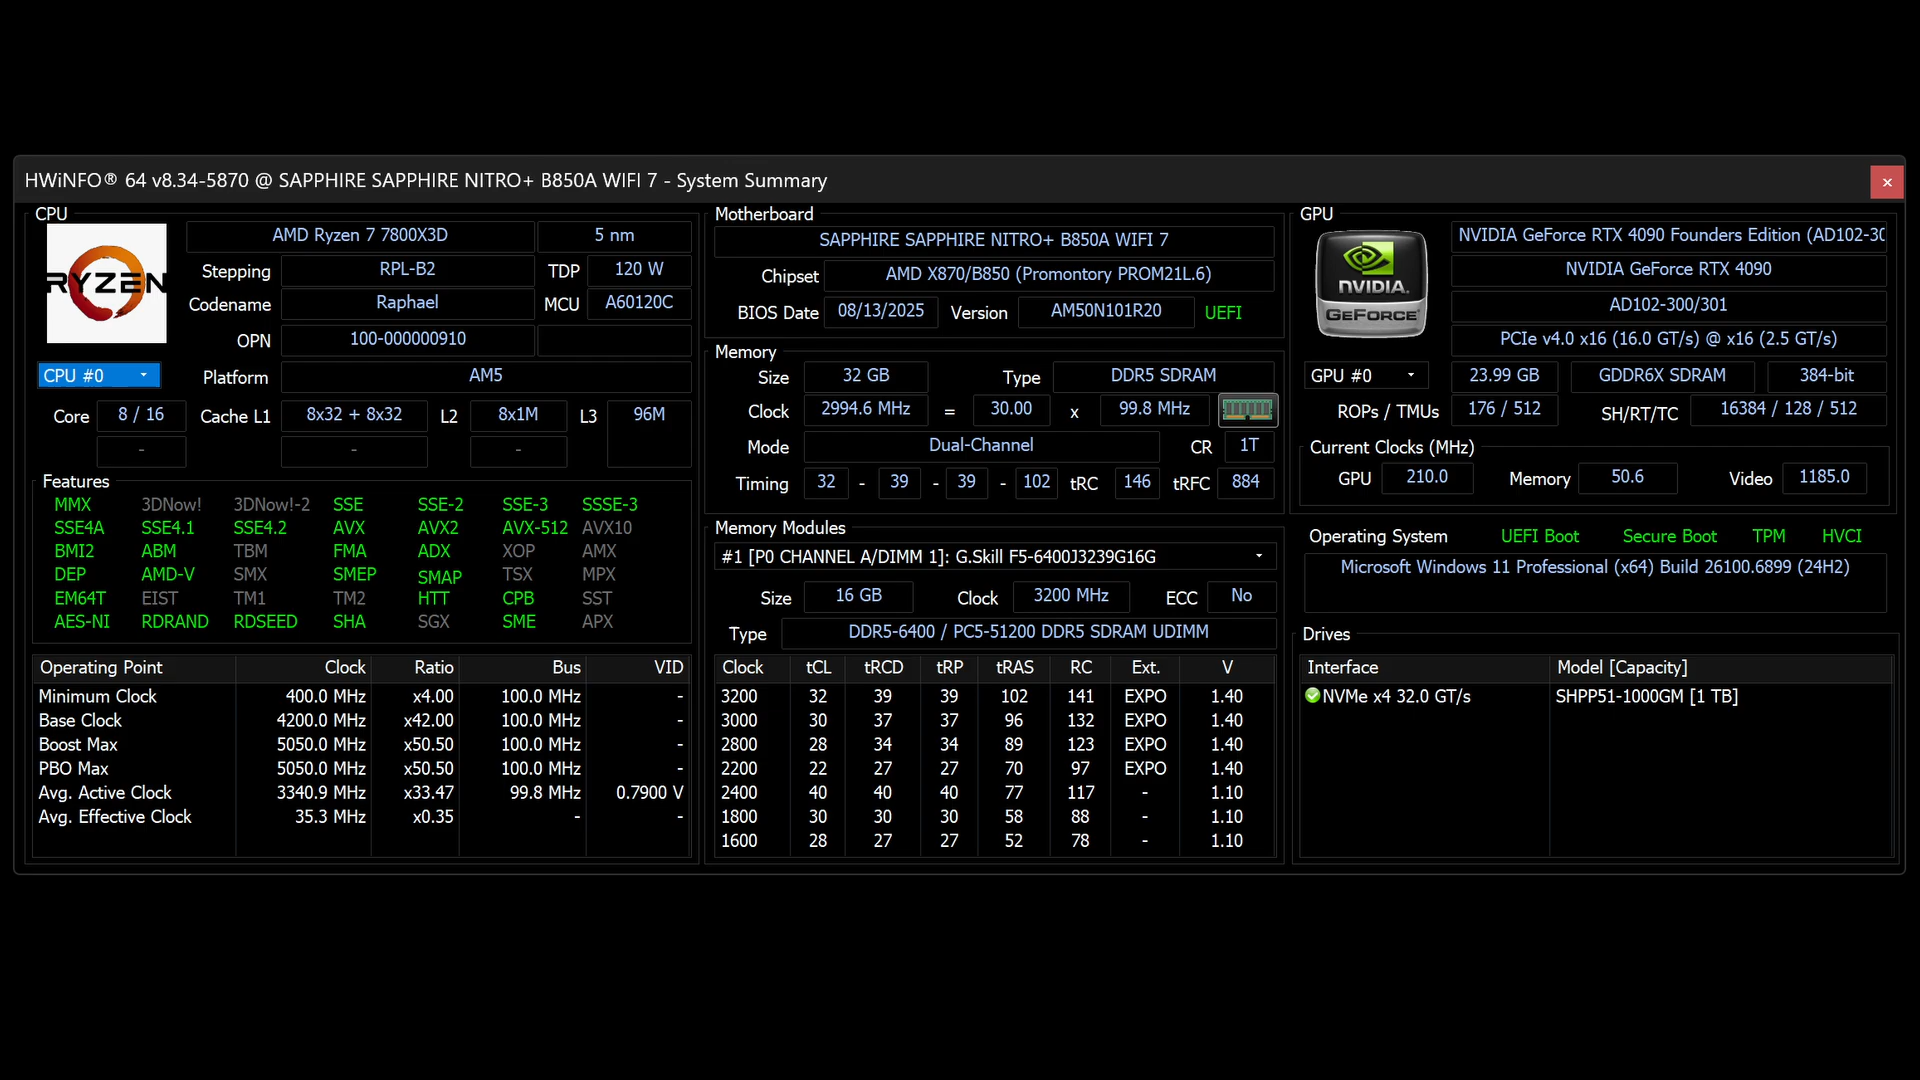 HWiNFO® 64 v8.34-5870 @ SAPPHIRE SAPPHIRE NITRO+ B850A WIFI 7 - System Summary
CPU
RYZEN
AMD Ryzen 7 7800X3D 5 nm
Stepping RPL-B2 TDP 120 W
Codename Raphael MCU A60120C
OPN 100-000000910
CPU #0 Platform AM5
Core 8 / 16 Cache L1 8x32 + 8x32 L2 8x1M L3 96M
- - -
Features
MMX 3DNow! 3DNow!-2 SSE SSE-2 SSE-3 SSSE-3
SSE4A SSE4.1 SSE4.2 AVX AVX2 AVX-512 AVX10
BMI2 ABM TBM FMA ADX XOP AMX
DEP AMD-V SMX SMEP SMAP TSX MPX
EM64T EIST TM1 TM2 HTT CPB SST
AES-NI RDRAND RDSEED SHA SGX SME APX
Operating Point Clock Ratio Bus VID
Minimum Clock 400.0 MHz x4.00 100.0 MHz -
Base Clock 4200.0 MHz x42.00 100.0 MHz -
Boost Max 5050.0 MHz x50.50 100.0 MHz -
PBO Max 5050.0 MHz x50.50 100.0 MHz -
Avg. Active Clock 3340.9 MHz x33.47 99.8 MHz 0.7900 V
Avg. Effective Clock 35.3 MHz x0.35 - -
Motherboard
SAPPHIRE SAPPHIRE NITRO+ B850A WIFI 7
Chipset AMD X870/B850 (Promontory PROM21L.6)
BIOS Date 08/13/2025 Version AM50N101R20 UEFI
Memory
Size 32 GB Type DDR5 SDRAM
Clock 2994.6 MHz = 30.00 x 99.8 MHz
Mode Dual-Channel CR 1T
Timing 32 - 39 - 39 - 102 tRC 146 tRFC 884
Memory Modules
#1 [P0 CHANNEL A/DIMM 1]: G.Skill F5-6400J3239G16G
Size 16 GB Clock 3200 MHz ECC No
Type DDR5-6400 / PC5-51200 DDR5 SDRAM UDIMM
Clock tCL tRCD tRP tRAS RC Ext. V
3200 32 39 39 102 141 EXPO 1.40
3000 30 37 37 96 132 EXPO 1.40
2800 28 34 34 89 123 EXPO 1.40
2200 22 27 27 70 97 EXPO 1.40
2400 40 40 40 77 117 - 1.10
1800 30 30 30 58 88 - 1.10
1600 28 27 27 52 78 - 1.10
GPU
NVIDIA GEFORCE
NVIDIA GeForce RTX 4090 Founders Edition (AD102-30
NVIDIA GeForce RTX 4090
AD102-300/301
PCIe v4.0 x16 (16.0 GT/s) @ x16 (2.5 GT/s)
GPU #0 23.99 GB GDDR6X SDRAM 384-bit
ROPs / TMUs 176 / 512 SH/RT/TC 16384 / 128 / 512
Current Clocks (MHz)
GPU 210.0 Memory 50.6 Video 1185.0
Operating System UEFI Boot Secure Boot TPM HVCI
Microsoft Windows 11 Professional (x64) Build 26100.6899 (24H2)
Drives
Interface Model [Capacity]
NVMe x4 32.0 GT/s SHPP51-1000GM [1 TB]